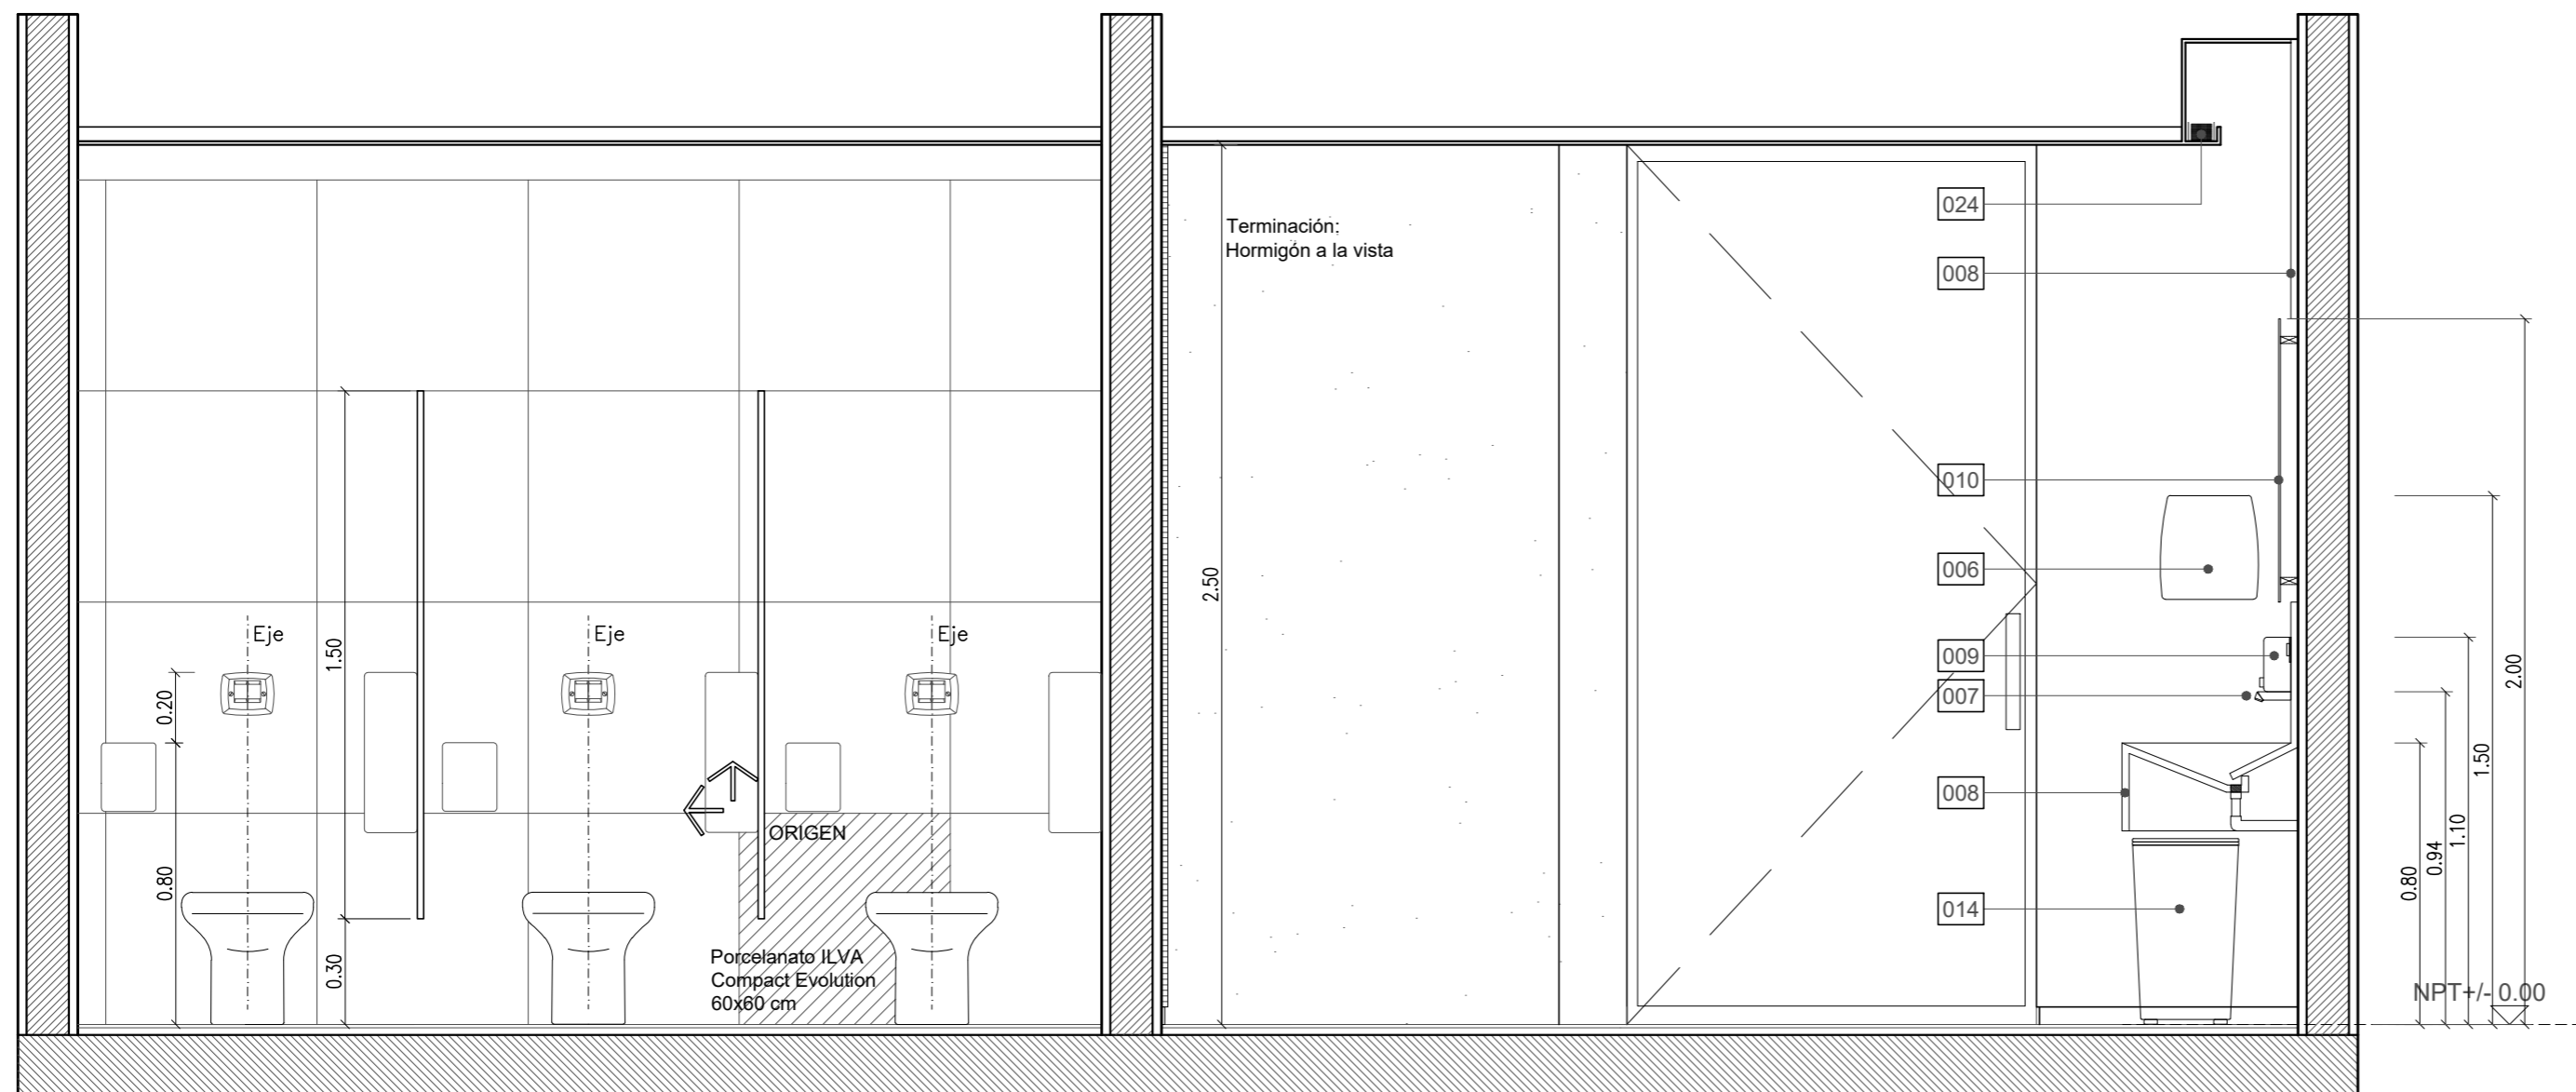 Terminación:
Hormigón a la vista
024
008
010
006
009
007
008
014
2.50
Eje
Eje
Eje
1.50
0.20
0.80
0.30
ORIGEN
Porcelanato ILVA
Compact Evolution
60x60 cm
0.80
0.94
1.10
1.50
2.00
NPT+/- 0.00